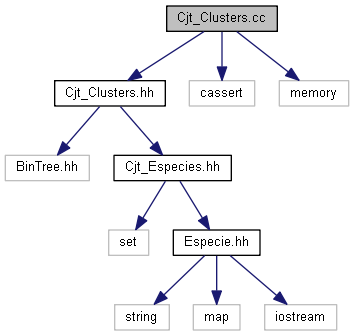 Cjt_Clusters.cc
Cjt_Clusters.hh
cassert
memory
BinTree.hh
Cjt_Especies.hh
set
Especie.hh
string
map
iostream